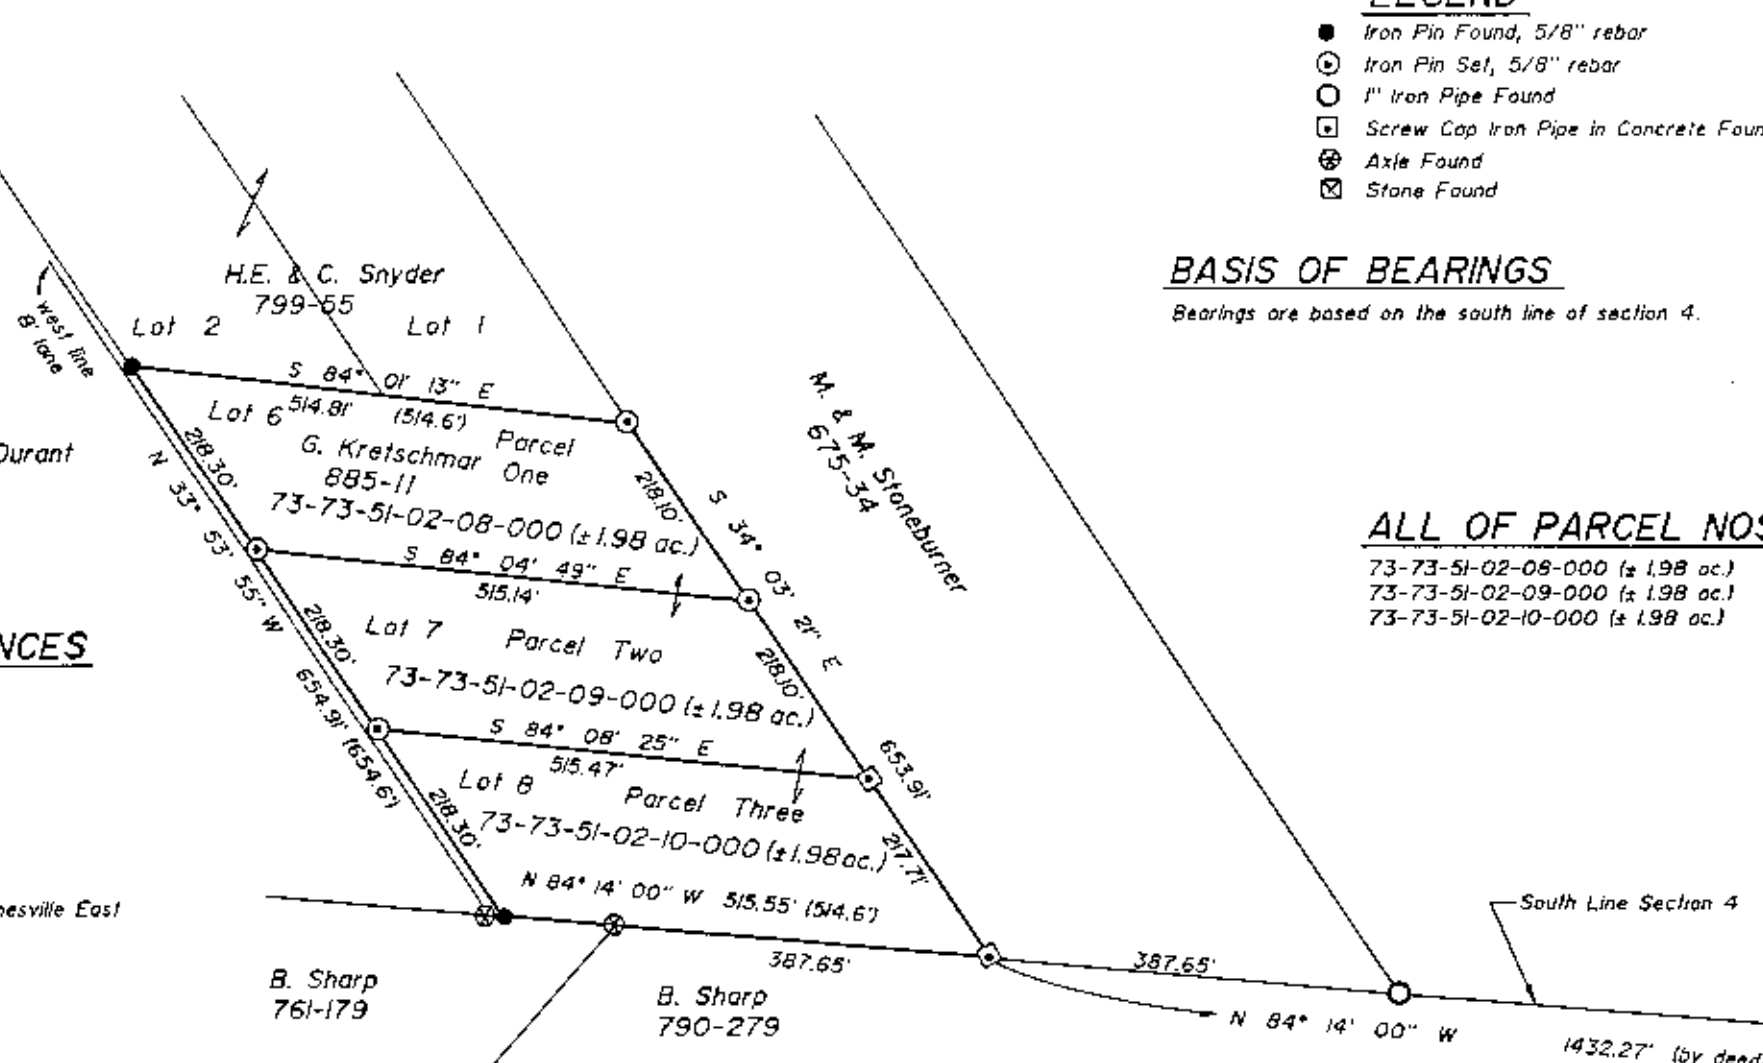 LEGEND
Iron Pin Found, 5/8" rebar
Iron Pin Set, 5/8" rebar
1" Iron Pipe Found
Screw Cap Iron Pipe in Concrete Foun
Axle Found
Stone Found
BASIS OF BEARINGS
Bearings are based on the south line of section 4.
ALL OF PARCEL NOS
73-73-51-02-08-000 (± 1.98 ac.)
73-73-51-02-09-000 (± 1.98 ac.)
73-73-51-02-10-000 (± 1.98 ac.)
H.E. & C. Snyder
799-55
Lot 2
Lot 1
west line
8' lane
S 84° 01' 13" E
514.81' (514.6')
Lot 6
Parcel
One
G. Kretschmar
885-11
73-73-51-02-08-000 (±1.98 ac.)
Durant
218.30'
218.10'
N 33° 53' 55" W
S 34° 03' 21" E
M. & M. Stoneburner
675-34
S 84° 04' 49" E
515.14'
Lot 7 Parcel Two
73-73-51-02-09-000 (±1.98 ac.)
218.30'
218.10'
NCES
654.91' (654.6')
653.91'
S 84° 08' 25" E
515.47'
Lot 8 Parcel Three
73-73-51-02-10-000 (±1.98 ac.)
218.30'
217.71'
N 84° 14' 00" W 515.55' (514.6')
nesville East
387.65'
387.65'
South Line Section 4
B. Sharp
761-179
B. Sharp
790-279
N 84° 14' 00" W
1432.27' (by deed